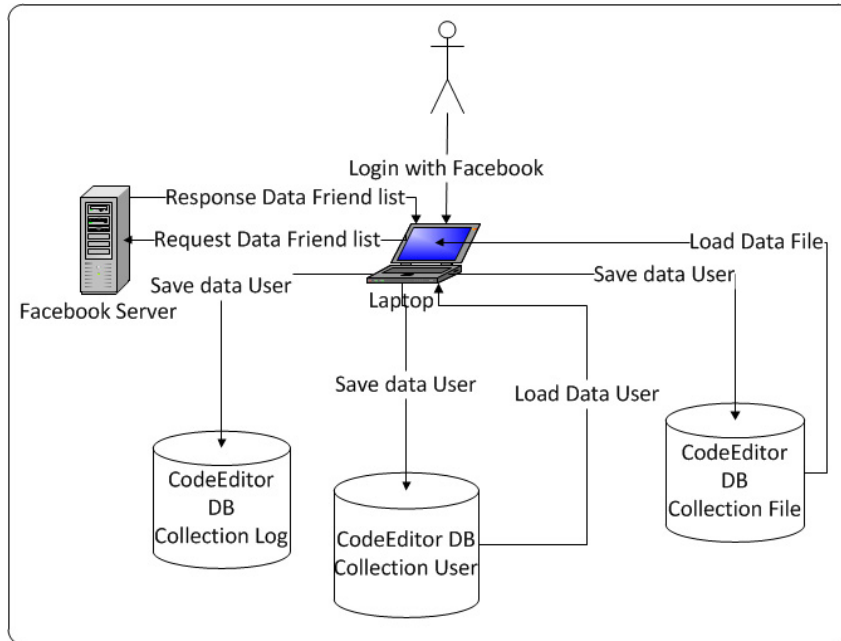 Login with Facebook
Response Data Friend list
Request Data Friend list
Load Data File
Save data User
Save data User
Laptop
Facebook Server
Save data User
Load Data User
CodeEditor
DB
Collection Log
CodeEditor DB
Collection User
CodeEditor
DB
Collection File